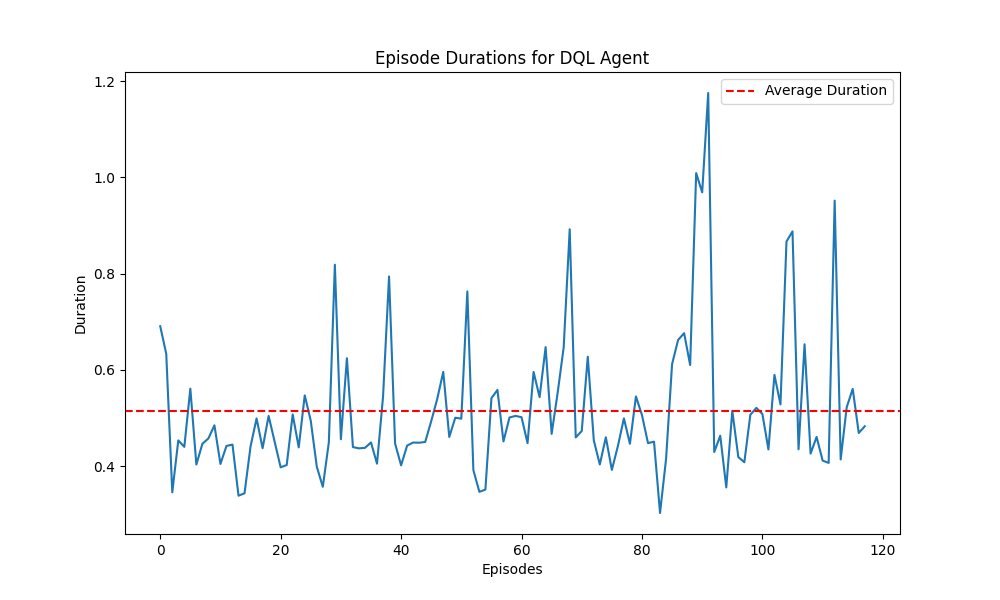 Episode Durations for DQL Agent
Average Duration
1.2
1.0
0.8
0.6
0.4
Duration
0 20 40 60 80 100 120
Episodes